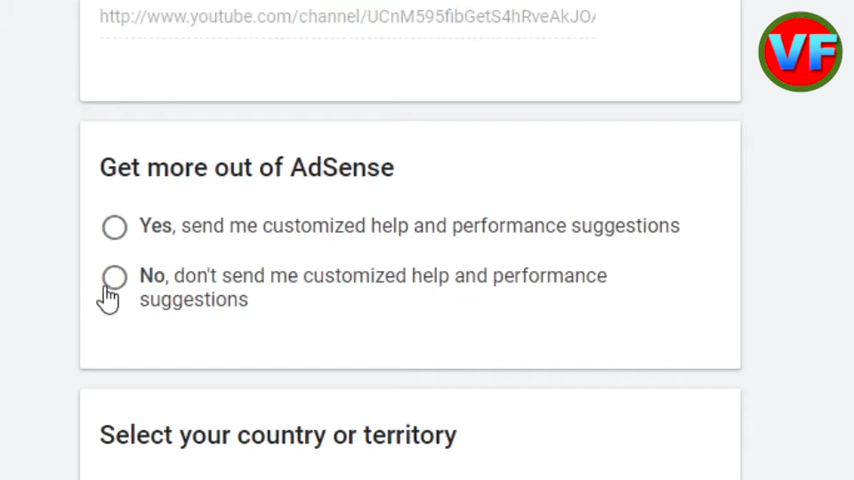 http://www.youtube.com/channel/UCnM595fibGetS4hRveAkJO
VF
Get more out of AdSense
Yes, send me customized help and performance suggestions
No, don't send me customized help and performance
suggestions
Select your country or territory